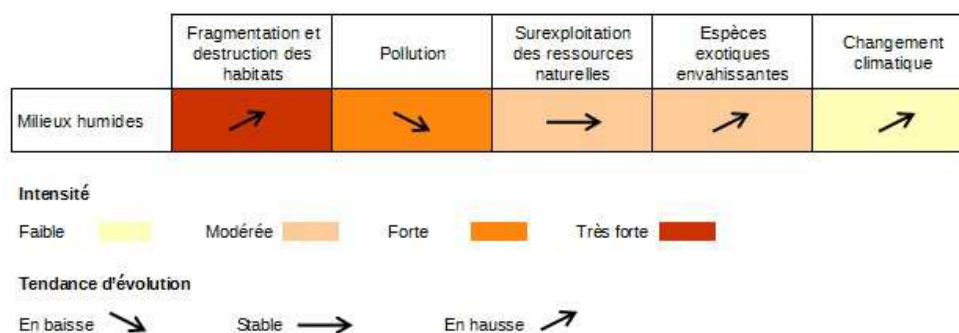 Fragmentation et
destruction des
habitats
Pollution
Surexploitation
des ressources
naturelles
Espèces
exotiques
envahissantes
Changement
climatique
Milieux humides
Intensité
Faible Modérée Forte Très forte
Tendance d'évolution
En baisse Stable En hausse